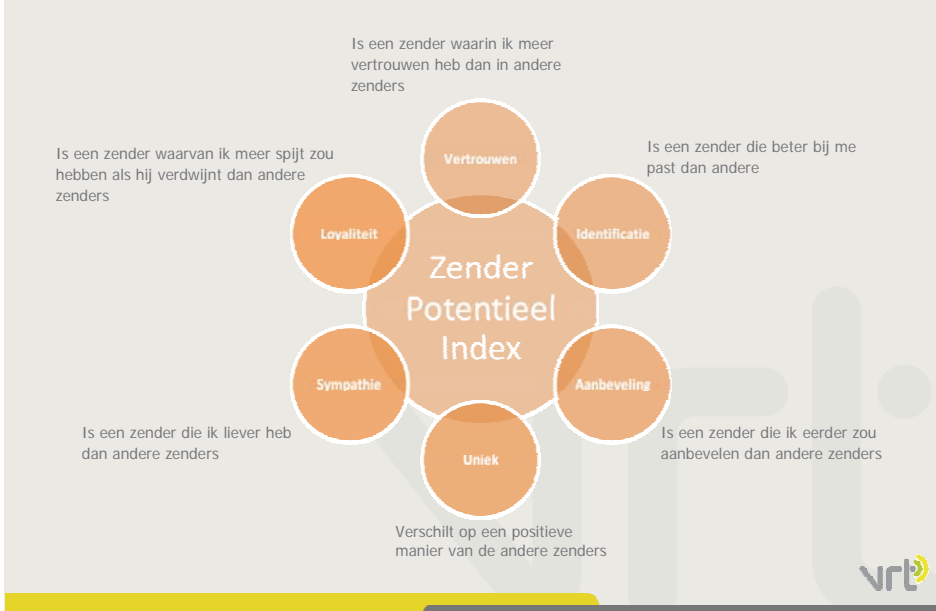 Is een zender waarin ik meer
vertrouwen heb dan in andere
zenders
Vertrouwen
Is een zender die beter bij me
past dan andere
Identificatie
Is een zender die ik eerder zou
aanbevelen dan andere zenders
Aanbeveling
Verschilt op een positieve
manier van de andere zenders
Uniek
Is een zender die ik liever heb
dan andere zenders
Sympathie
Is een zender waarvan ik meer spijt zou
hebben als hij verdwijnt dan andere
zenders
Loyaliteit
Zender
Potentieel
Index
vrt
vrt